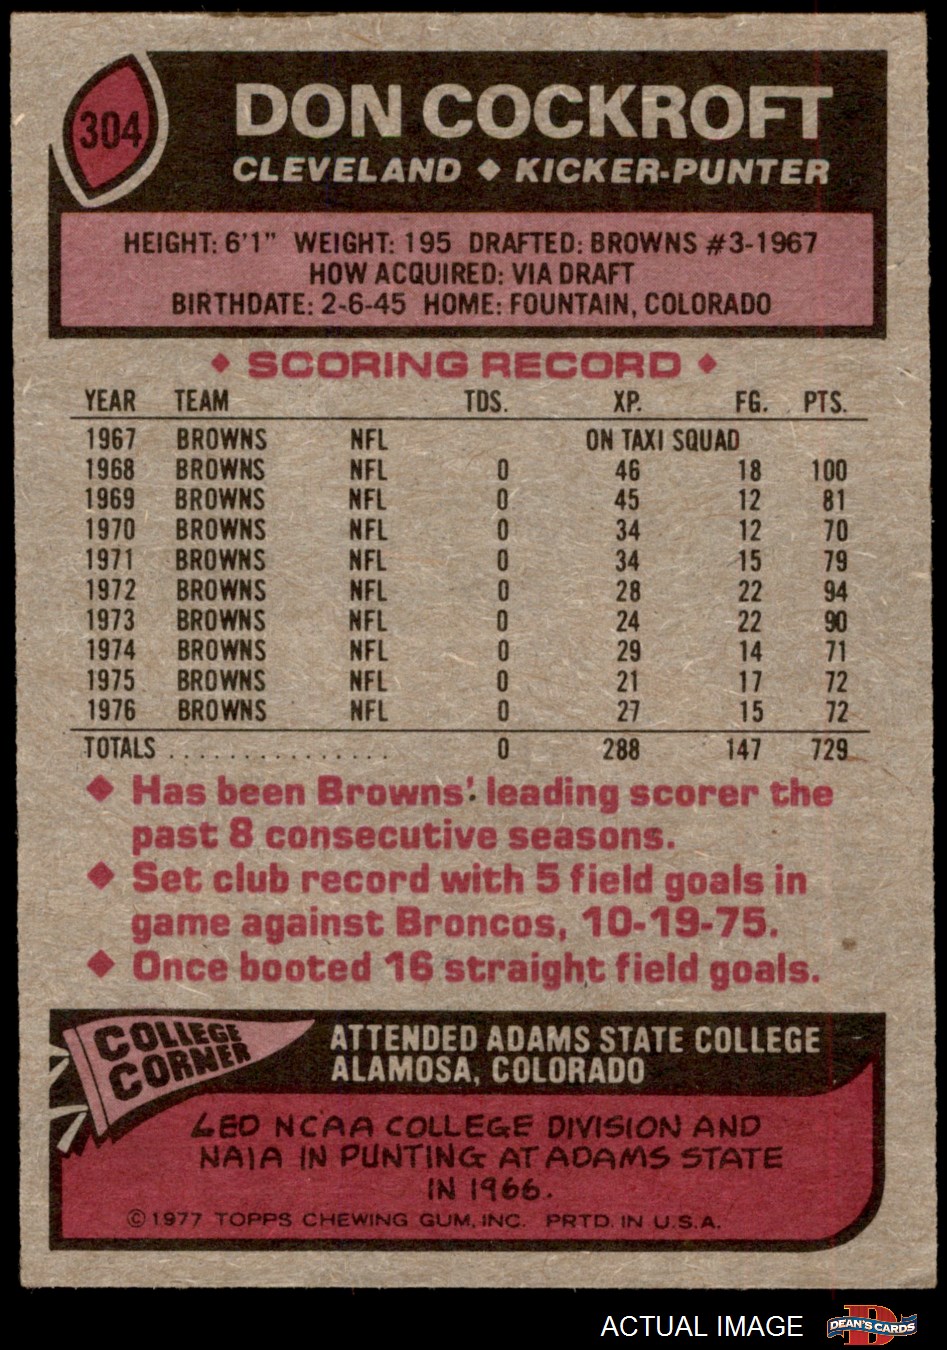 304
DON COCKROFT
CLEVELAND ◆ KICKER-PUNTER
HEIGHT: 6'1" WEIGHT: 195 DRAFTED: BROWNS #3-1967
HOW ACQUIRED: VIA DRAFT
BIRTHDATE: 2-6-45 HOME: FOUNTAIN, COLORADO
◆ SCORING RECORD ◆
YEAR TEAM TDS. XP. FG. PTS.
1967 BROWNS NFL ON TAXI SQUAD
1968 BROWNS NFL 0 46 18 100
1969 BROWNS NFL 0 45 12 81
1970 BROWNS NFL 0 34 12 70
1971 BROWNS NFL 0 34 15 79
1972 BROWNS NFL 0 28 22 94
1973 BROWNS NFL 0 24 22 90
1974 BROWNS NFL 0 29 14 71
1975 BROWNS NFL 0 21 17 72
1976 BROWNS NFL 0 27 15 72
TOTALS . . . . . . . . . . . . . . . 0 288 147 729
◆ Has been Browns' leading scorer the
past 8 consecutive seasons.
◆ Set club record with 5 field goals in
game against Broncos, 10-19-75.
◆ Once booted 16 straight field goals.
COLLEGE
CORNER
ATTENDED ADAMS STATE COLLEGE
ALAMOSA, COLORADO
LED NCAA COLLEGE DIVISION AND
NAIA IN PUNTING AT ADAMS STATE
IN 1966.
©1977 TOPPS CHEWING GUM, INC. PRTD. IN U.S.A.
ACTUAL IMAGE
D
DEAN'S CARDS